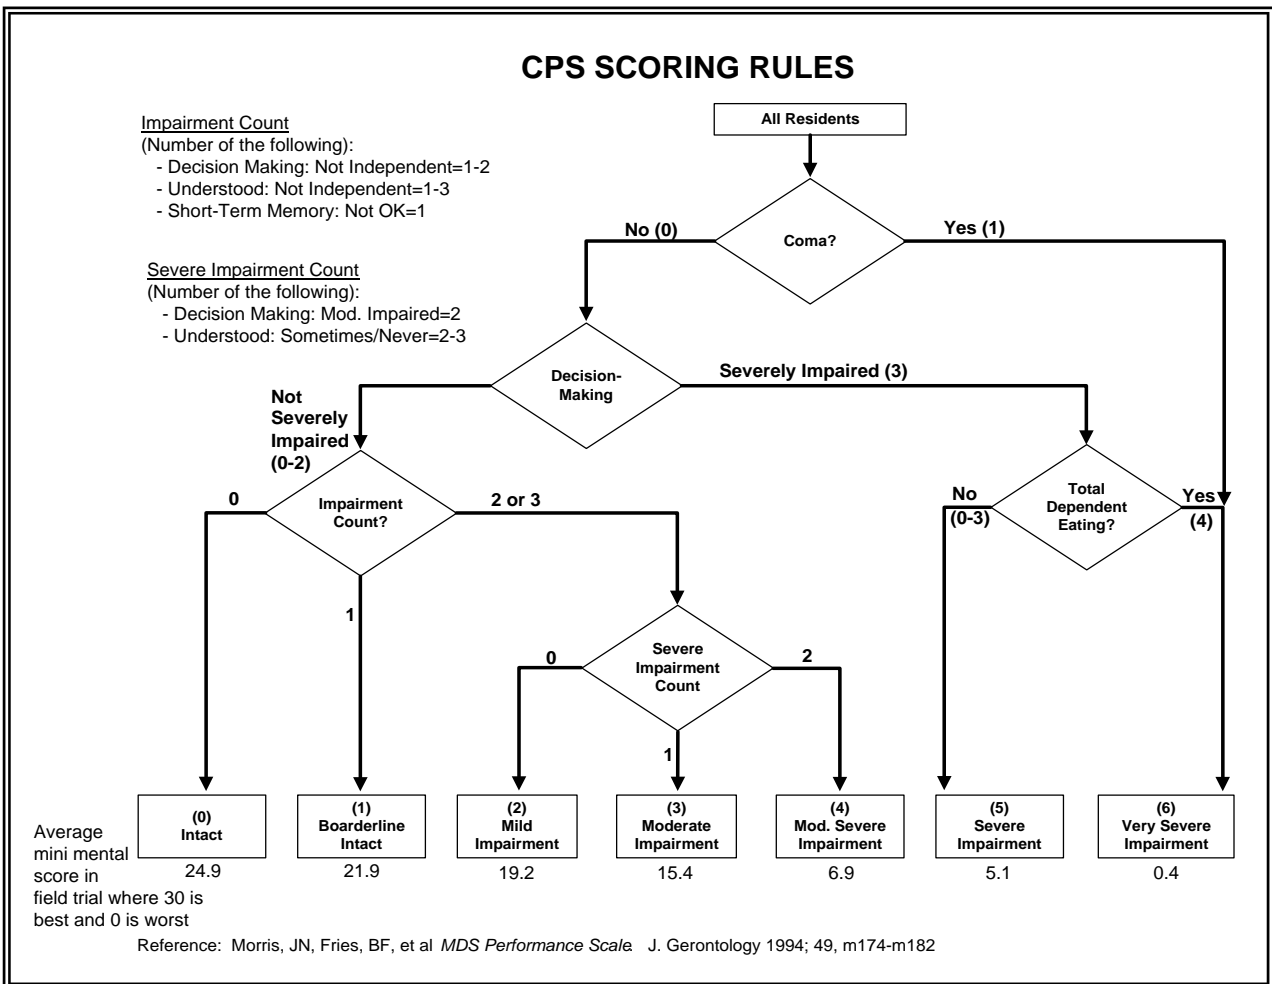 CPS SCORING RULES
Impairment Count
(Number of the following):
- Decision Making: Not Independent=1-2
- Understood: Not Independent=1-3
- Short-Term Memory: Not OK=1
Severe Impairment Count
(Number of the following):
- Decision Making: Mod. Impaired=2
- Understood: Sometimes/Never=2-3
All Residents
Coma?
No (0)
Yes (1)
Decision-
Making
Severely Impaired (3)
Not
Severely
Impaired
(0-2)
Impairment
Count?
0
2 or 3
1
Total
Dependent
Eating?
No
(0-3)
Yes
(4)
Severe
Impairment
Count
0
2
1
(0)
Intact
(1)
Boarderline
Intact
(2)
Mild
Impairment
(3)
Moderate
Impairment
(4)
Mod. Severe
Impairment
(5)
Severe
Impairment
(6)
Very Severe
Impairment
Average
mini mental
score in
field trial where 30 is
best and 0 is worst
24.9
21.9
19.2
15.4
6.9
5.1
0.4
Reference: Morris, JN, Fries, BF, et al MDS Performance Scale. J. Gerontology 1994; 49, m174-m182